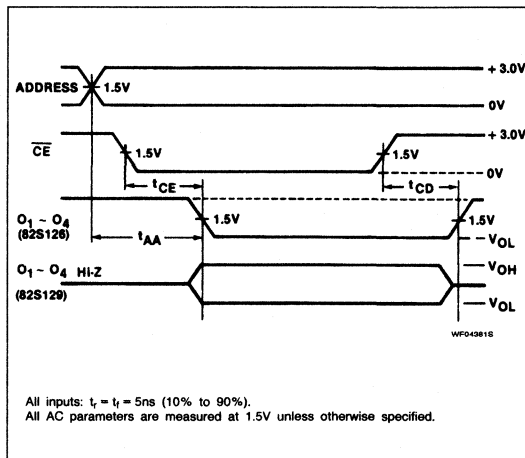 + 3.0V
ADDRESS
1.5V
0V
+ 3.0V
CE
1.5V
1.5V
0V
tCE
tCD
O1 ~ O4
(82S126)
1.5V
1.5V
tAA
VOL
O1 ~ O4 Hi-Z
(82S129)
VOH
VOL
WF04381S
All inputs: tr = tf = 5ns (10% to 90%).
All AC parameters are measured at 1.5V unless otherwise specified.